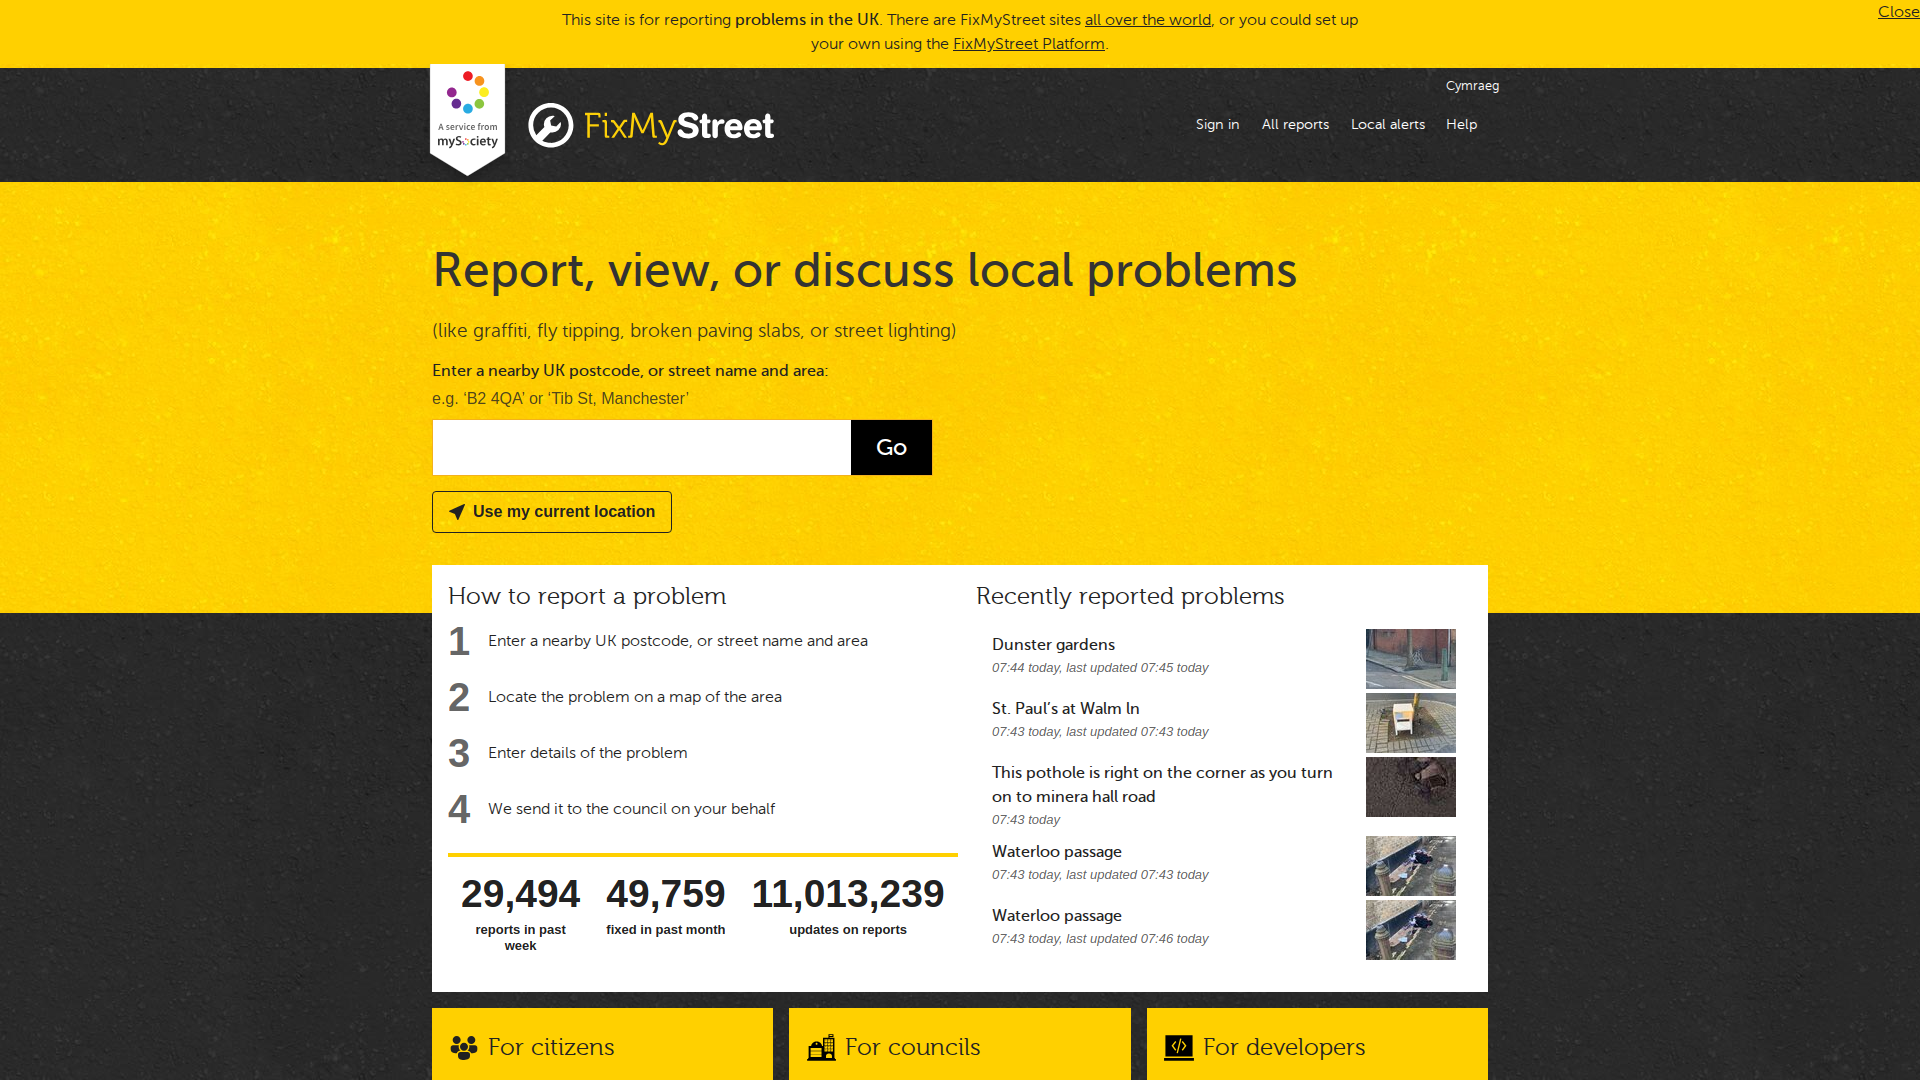 This site is for reporting problems in the UK. There are FixMyStreet sites all over the world, or you could set up
your own using the FixMyStreet Platform.
Close
A service from
mySociety
FixMyStreet
Cymraeg
Sign in
All reports
Local alerts
Help
Report, view, or discuss local problems
(like graffiti, fly tipping, broken paving slabs, or street lighting)
Enter a nearby UK postcode, or street name and area:
e.g. ‘B2 4QA’ or ‘Tib St, Manchester’
Go
Use my current location
How to report a problem
1 Enter a nearby UK postcode, or street name and area
2 Locate the problem on a map of the area
3 Enter details of the problem
4 We send it to the council on your behalf
29,494
reports in past
week
49,759
fixed in past month
11,013,239
updates on reports
Recently reported problems
Dunster gardens
07:44 today, last updated 07:45 today
St. Paul’s at Walm ln
07:43 today, last updated 07:43 today
This pothole is right on the corner as you turn
on to minera hall road
07:43 today
Waterloo passage
07:43 today, last updated 07:43 today
Waterloo passage
07:43 today, last updated 07:46 today
For citizens
For councils
For developers